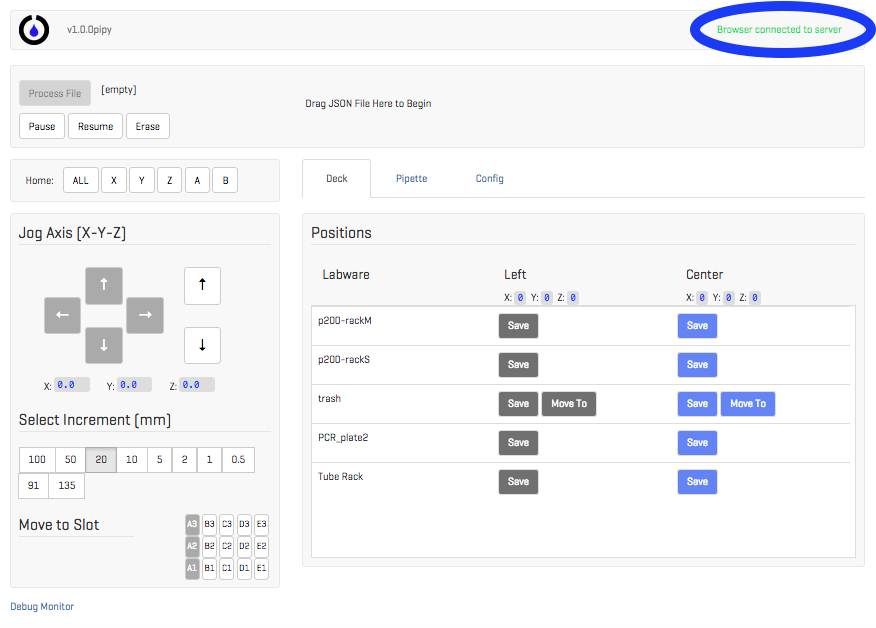 v1.0.0pipy
Browser connected to server
Process File [empty]
Drag JSON File Here to Begin
Pause Resume Erase
Home: ALL X Y Z A B
Deck Pipette Config
Jog Axis (X-Y-Z)
↑ ↑
← →
↓ ↓
X: 0.0 Y: 0.0 Z: 0.0
Select Increment (mm)
100 50 20 10 5 2 1 0.5
91 135
Move to Slot
A3 B3 C3 D3 E3
A2 B2 C2 D2 E2
A1 B1 C1 D1 E1
Positions
Labware Left Center
X: 0 Y: 0 Z: 0 X: 0 Y: 0 Z: 0
p200-rackM Save Save
p200-rackS Save Save
trash Save Move To Save Move To
PCR_plate2 Save Save
Tube Rack Save Save
Debug Monitor